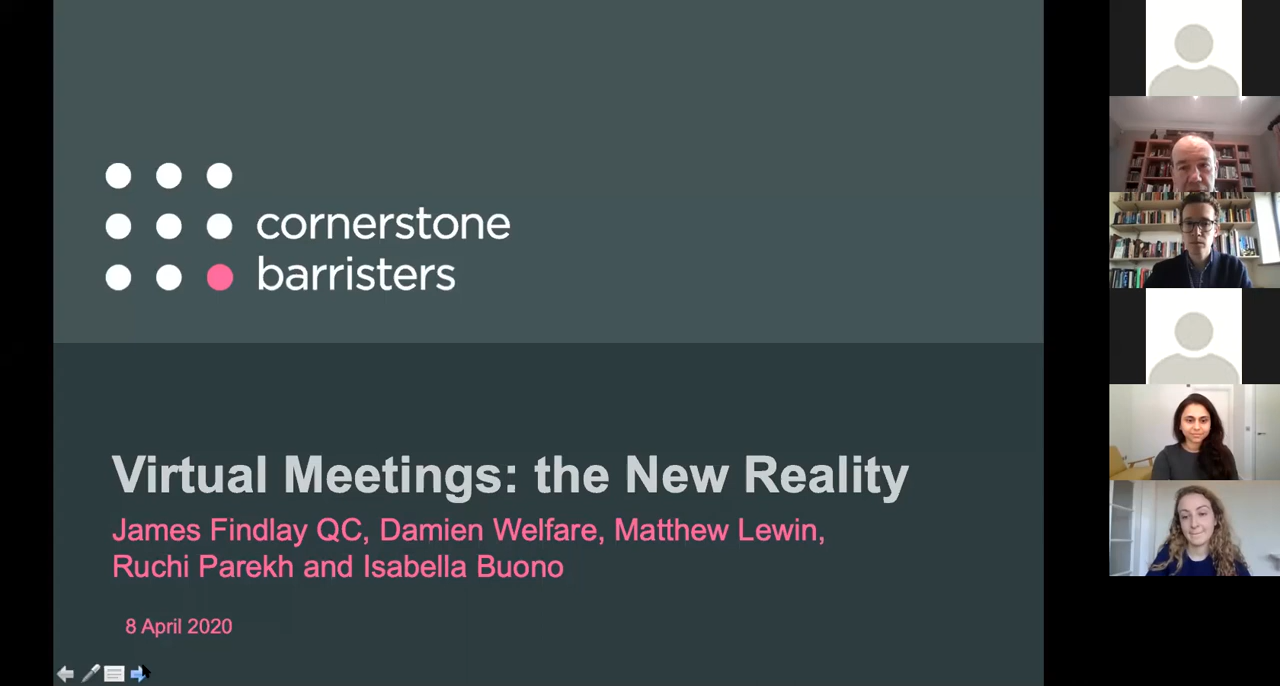 cornerstone
barristers
Virtual Meetings: the New Reality
James Findlay QC, Damien Welfare, Matthew Lewin,
Ruchi Parekh and Isabella Buono
8 April 2020